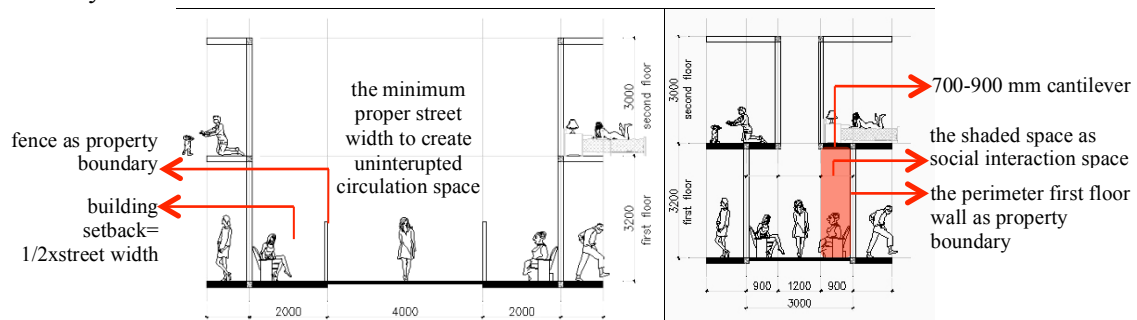 the minimum
proper street
width to create
uninterupted
circulation space
fence as property
boundary
building
setback=
1/2xstreet width
3000
second floor
3200
first floor
2000
4000
2000
3000
second floor
3200
first floor
900
1200
900
3000
700-900 mm cantilever
the shaded space as
social interaction space
the perimeter first floor
wall as property
boundary